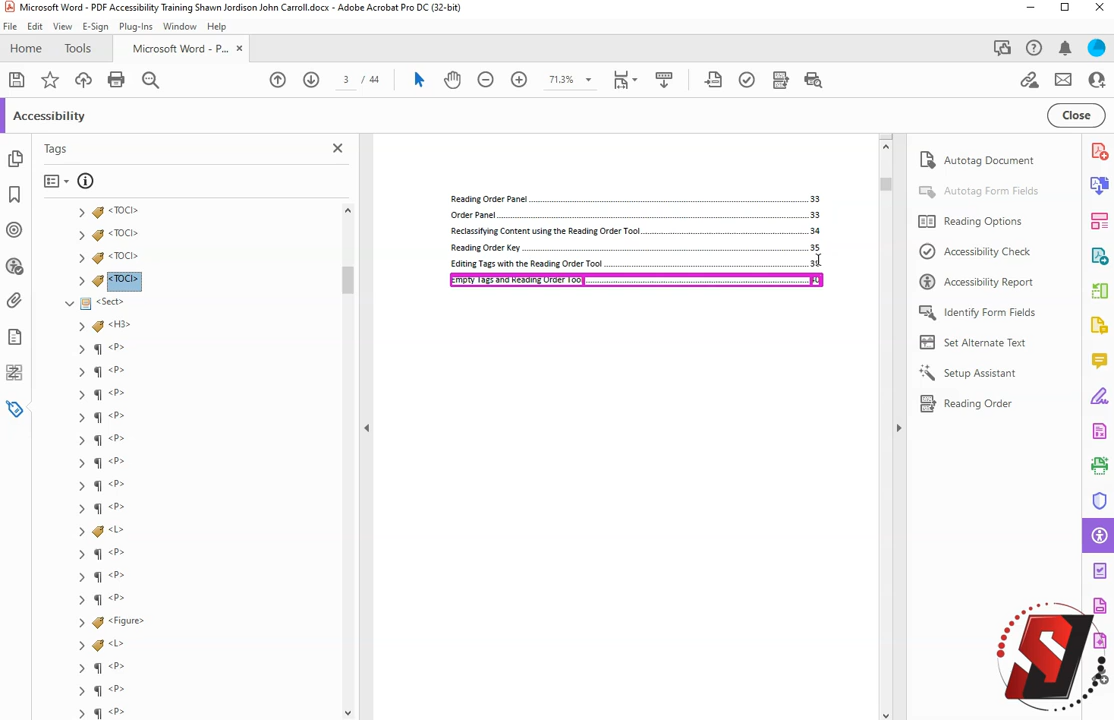 Microsoft Word - PDF Accessibility Training Shawn Jordison John Carroll.docx - Adobe Acrobat Pro DC (32-bit)
File Edit View E-Sign Plug-Ins Window Help
Home Tools Microsoft Word - P... ×
3 / 44 71.3%
Accessibility Close
Tags
<TOCI>
<TOCI>
<TOCI>
<TOCI>
<Sect>
<H3>
<P>
<P>
<P>
<P>
<P>
<P>
<P>
<P>
<L>
<P>
<P>
<P>
<Figure>
<L>
<P>
<P>
<P>
Reading Order Panel 33
Order Panel 33
Reclassifying Content using the Reading Order Tool 34
Reading Order Key 35
Editing Tags with the Reading Order Tool
Empty Tags and Reading Order Tool 40
Autotag Document
Autotag Form Fields
Reading Options
Accessibility Check
Accessibility Report
Identify Form Fields
Set Alternate Text
Setup Assistant
Reading Order